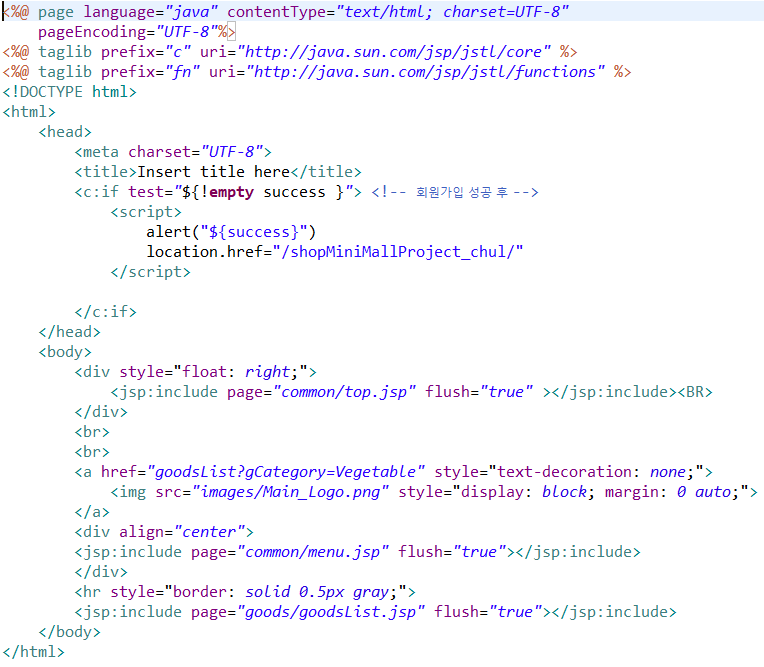 <%@ page language="java" contentType="text/html; charset=UTF-8"
    pageEncoding="UTF-8"%>
<%@ taglib prefix="c" uri="http://java.sun.com/jsp/jstl/core" %>
<%@ taglib prefix="fn" uri="http://java.sun.com/jsp/jstl/functions" %>
<!DOCTYPE html>
<html>
    <head>
        <meta charset="UTF-8">
        <title>Insert title here</title>
        <c:if test="${!empty success }"> <!-- 회원가입 성공 후 -->
            <script>
                alert("${success}")
                location.href="/shopMiniMallProject_chul/"
            </script>

        </c:if>
    </head>
    <body>
        <div style="float: right;">
            <jsp:include page="common/top.jsp" flush="true" ></jsp:include><BR>
        </div>
        <br>
        <br>
        <a href="goodsList?gCategory=Vegetable" style="text-decoration: none;">
            <img src="images/Main_Logo.png" style="display: block; margin: 0 auto;">
        </a>
        <div align="center">
        <jsp:include page="common/menu.jsp" flush="true"></jsp:include>
        </div>
        <hr style="border: solid 0.5px gray;">
        <jsp:include page="goods/goodsList.jsp" flush="true"></jsp:include>
    </body>
</html>